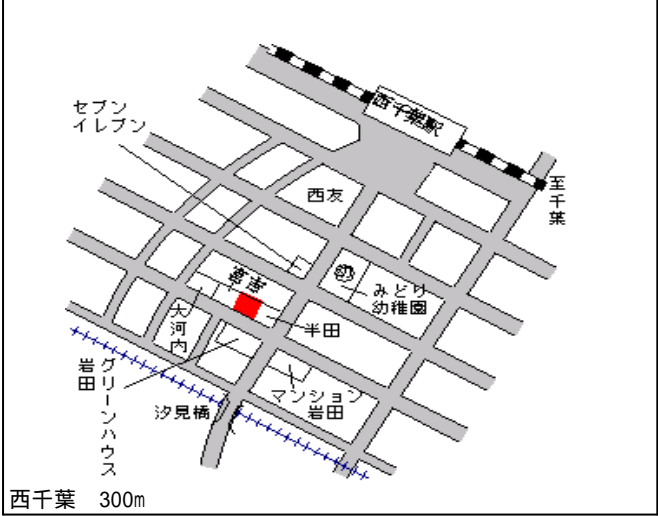 西千葉駅
セブン
イレブン
至千葉
西友
みどり
幼稚園
半田
大河内
マンション
岩田
グリーンハウス
岩田
汐見橋
西千葉　300m